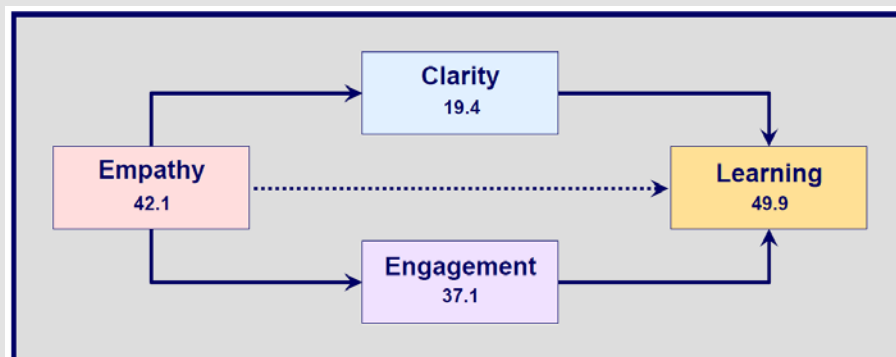 Clarity
19.4
Empathy
42.1
Learning
49.9
Engagement
37.1